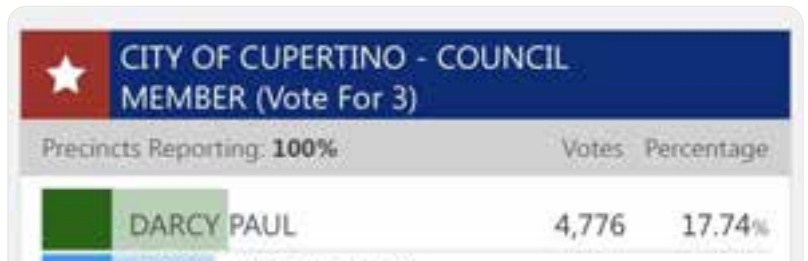 CITY OF CUPERTINO - COUNCIL
MEMBER (Vote For 3)
Precincts Reporting: 100% Votes Percentage
DARCY PAUL 4,776 17.74%